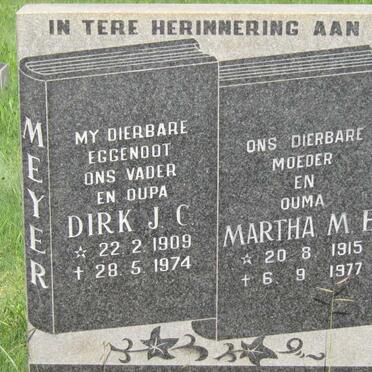 IN TERE HERINNERING AAN
MEYER
MY DIERBARE
EGGENOOT
ONS VADER
EN OUPA
DIRK J. C.
☆ 22. 2. 1909
† 28. 5. 1974
ONS DIERBARE
MOEDER
EN
OUMA
MARTHA M. E
☆ 20. 8. 1915
† 6. 9. 1977